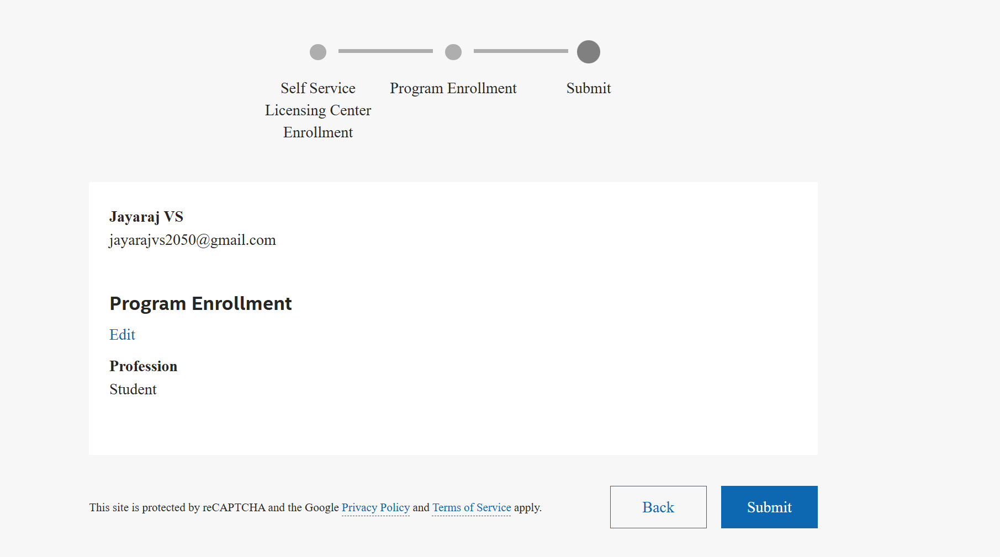 Self Service
Licensing Center
Enrollment
Program Enrollment
Submit
Jayaraj VS
jayarajvs2050@gmail.com
Program Enrollment
Edit
Profession
Student
This site is protected by reCAPTCHA and the Google Privacy Policy and Terms of Service apply.
Back
Submit